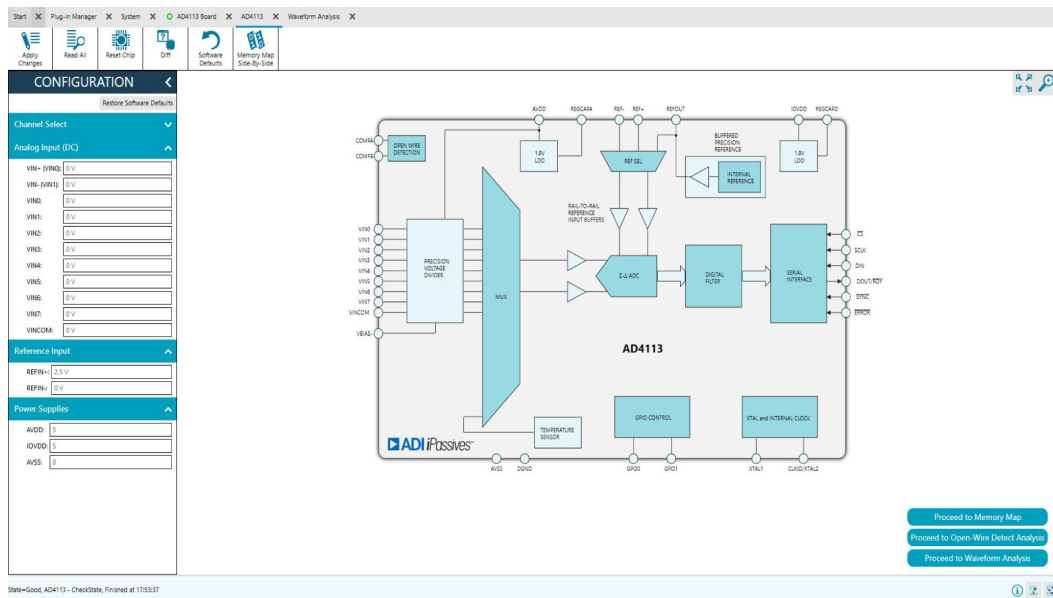 Start Plug-in Manager System AD4113 Board AD4113 Waveform Analysis
Apply Changes
Read All
Reset Chip
Diff
Software Defaults
Memory Map Side-By-Side
CONFIGURATION
Restore Software Defaults
Channel Select
Analog Input (DC)
VIN+ (VIN0): 0 V
VIN- (VIN1): 0 V
VIN0: 0 V
VIN1: 0 V
VIN2: 0 V
VIN3: 0 V
VIN4: 0 V
VIN5: 0 V
VIN6: 0 V
VIN7: 0 V
VINCOM: 0 V
Reference Input
REFIN+: 2.5 V
REFIN-: 0 V
Power Supplies
AVDD: 5
IOVDD: 5
AVSS: 0
AVDD REGCAPA REF- REF+ REFOUT IOVDD REGCAPD
COMPA
COMPB
OPEN WIRE
DETECTION
1.8V
LDO
REF SEL
BUFFERED
PRECISION
REFERENCE
INTERNAL
REFERENCE
1.8V
LDO
RAIL-TO-RAIL
REFERENCE
INPUT BUFFERS
VIN0
VIN1
VIN2
VIN3
VIN4
VIN5
VIN6
VIN7
VINCOM
VBIAS-
PRECISION
VOLTAGE
DIVIDER
MUX
Σ-Δ ADC
DIGITAL
FILTER
SERIAL
INTERFACE
CS
SCLK
DIN
DOUT/RDY
SYNC
ERROR
AD4113
GPIO CONTROL
XTAL and INTERNAL CLOCK
TEMPERATURE
SENSOR
ADI iPassives
AVSS DGND GPO0 GPO1 XTAL1 CLKIO/XTAL2
Proceed to Memory Map
Proceed to Open-Wire Detect Analysis
Proceed to Waveform Analysis
State=Good, AD4113 - CheckState, Finished at 17:53:37